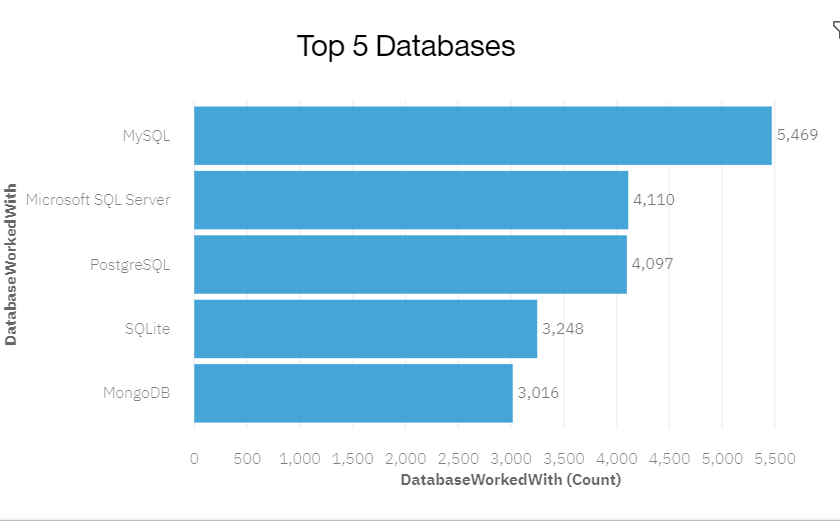 Top 5 Databases
DatabaseWorkedWith
MySQL 5,469
Microsoft SQL Server 4,110
PostgreSQL 4,097
SQLite 3,248
MongoDB 3,016
0 500 1,000 1,500 2,000 2,500 3,000 3,500 4,000 4,500 5,000 5,500
DatabaseWorkedWith (Count)